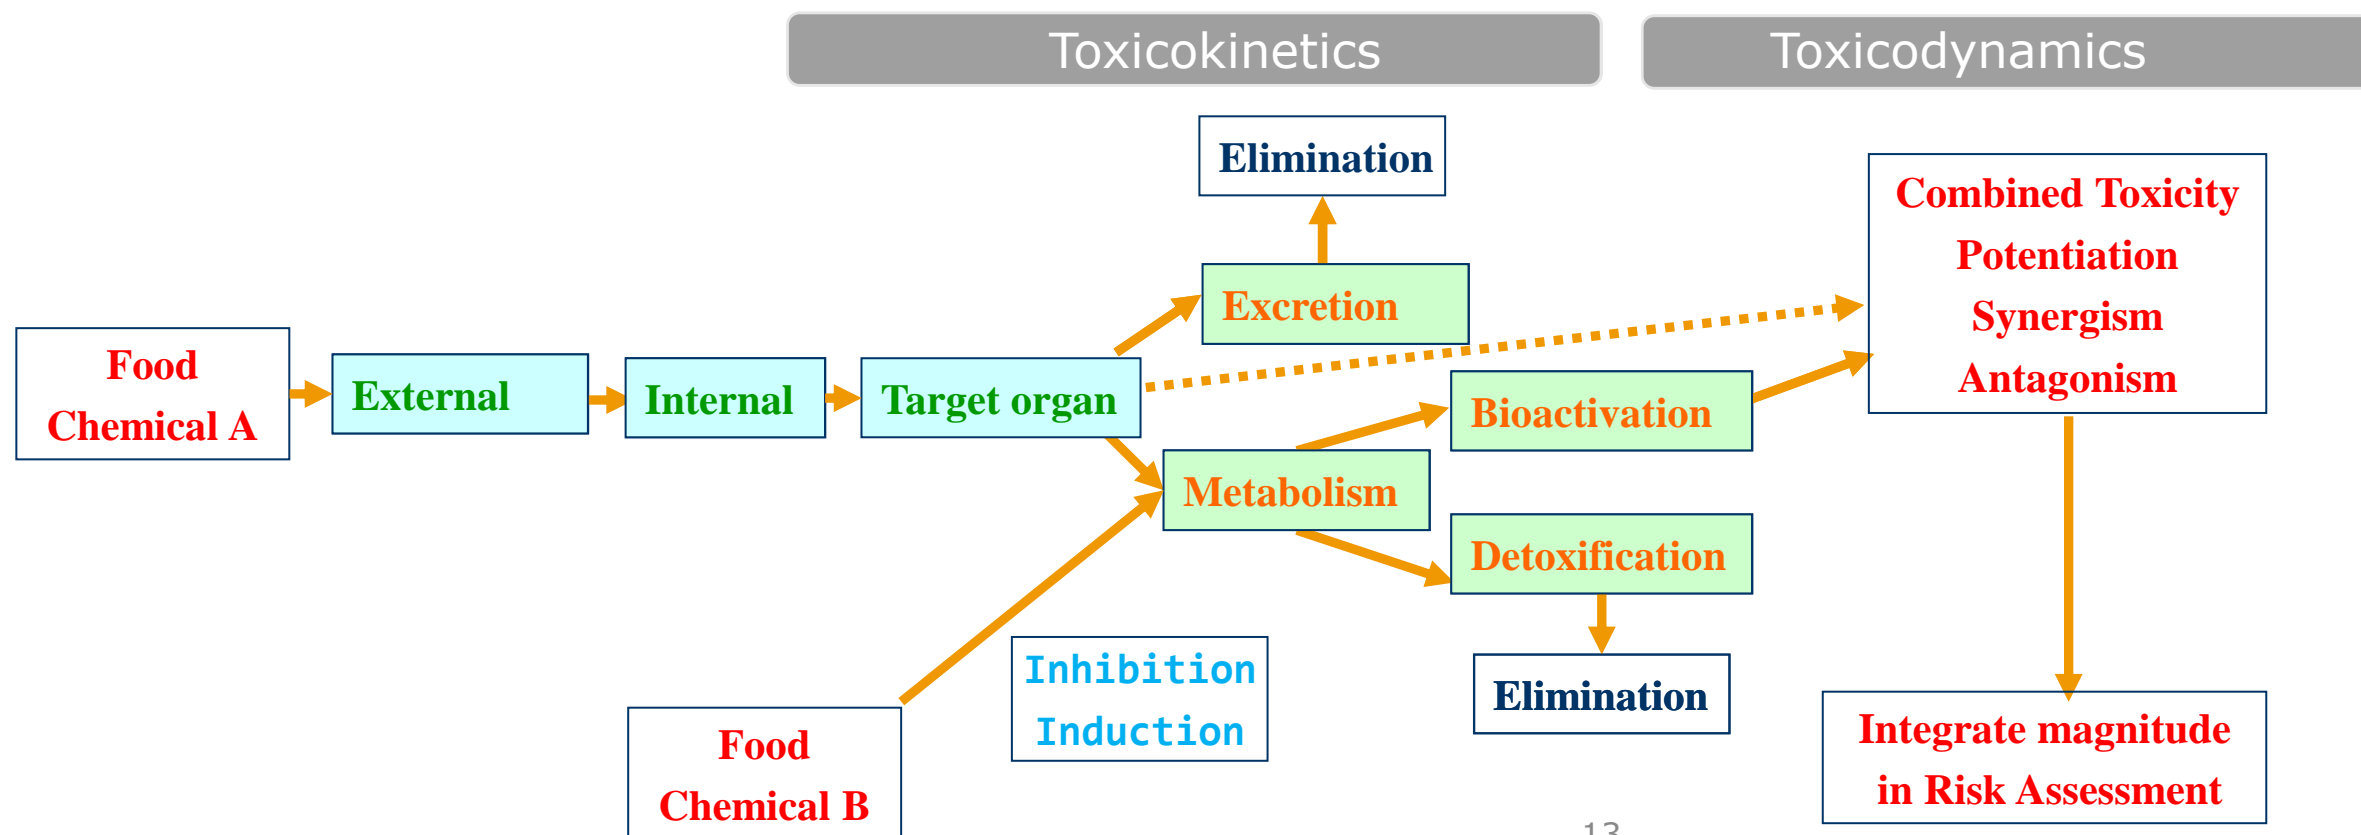 Toxicokinetics
Toxicodynamics
Elimination
Combined Toxicity
Potentiation
Synergism
Antagonism
Excretion
Food
Chemical A
External
Internal
Target organ
Bioactivation
Metabolism
Detoxification
Inhibition
Induction
Elimination
Food
Chemical B
Integrate magnitude
in Risk Assessment
13